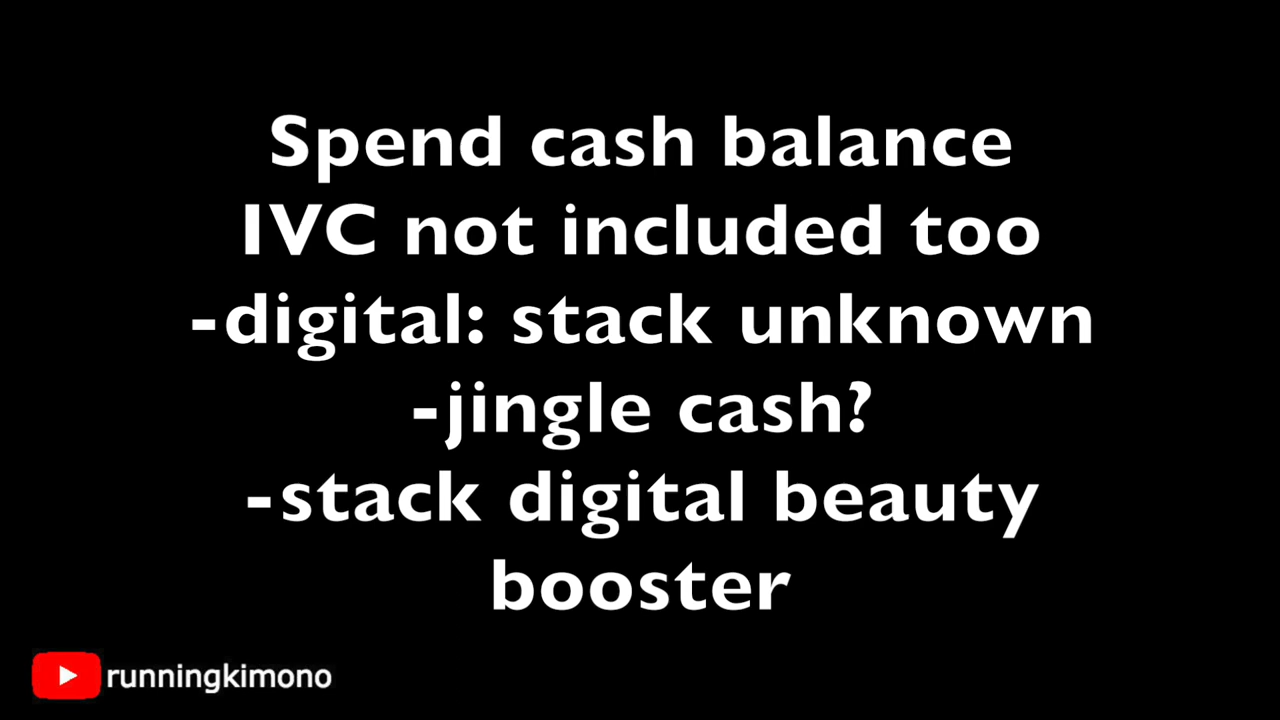 Spend cash balance
IVC not included too
-digital: stack unknown
-jingle cash?
-stack digital beauty
booster
runningkimono